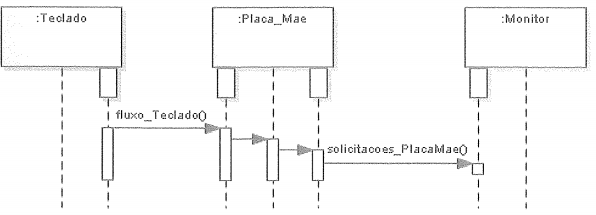 :Teclado
:Placa_Mae
:Monitor
fluxo_Teclado()
solicitacoes_PlacaMae()